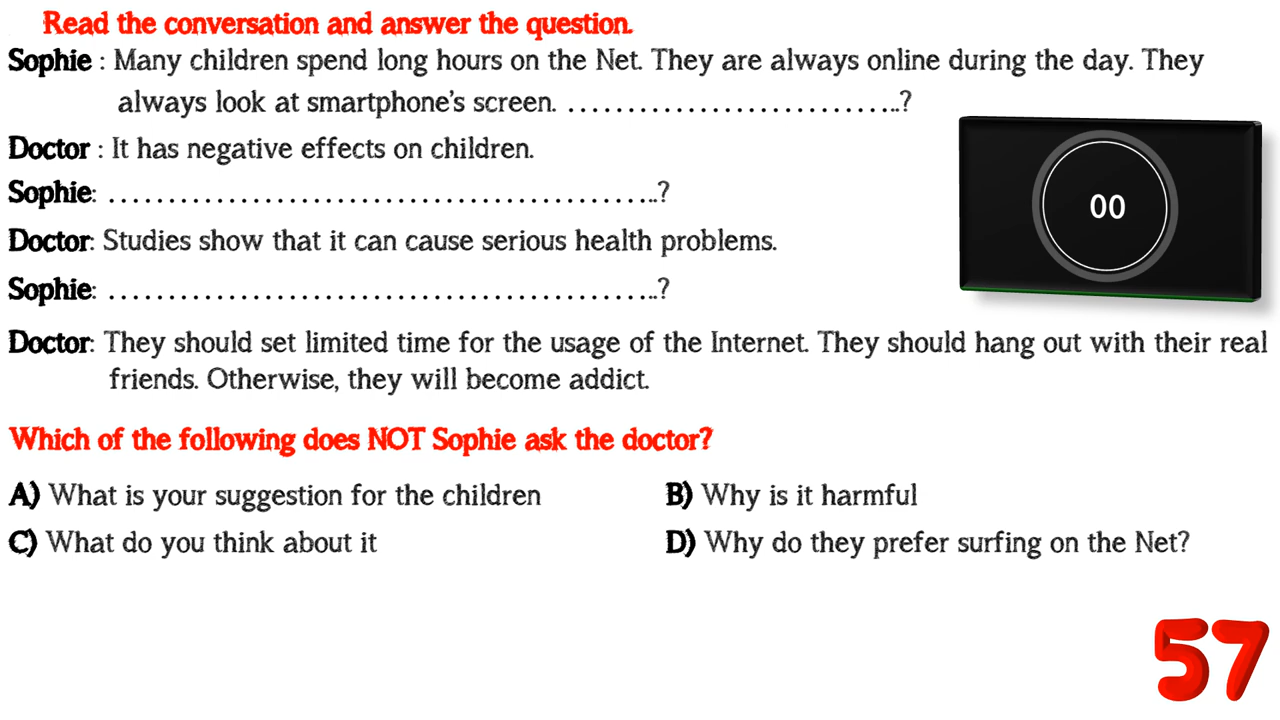 Read the conversation and answer the question.
Sophie : Many children spend long hours on the Net. They are always online during the day. They
always look at smartphone's screen. ..............................?
Doctor : It has negative effects on children.
Sophie: ................................................?
Doctor: Studies show that it can cause serious health problems.
Sophie: ................................................?
Doctor: They should set limited time for the usage of the Internet. They should hang out with their real
friends. Otherwise, they will become addict.
00
Which of the following does NOT Sophie ask the doctor?
A) What is your suggestion for the children
B) Why is it harmful
C) What do you think about it
D) Why do they prefer surfing on the Net?
57